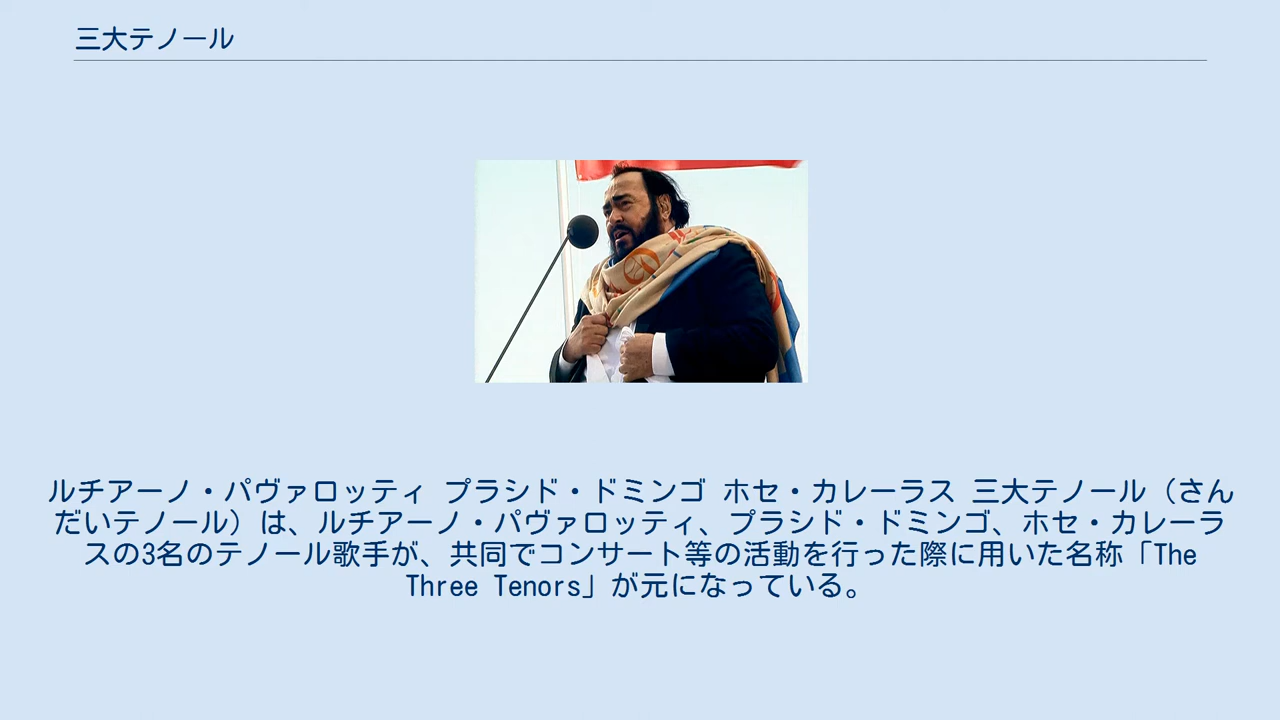 三大テノール
ルチアーノ・パヴァロッティ プラシド・ドミンゴ ホセ・カレーラス 三大テノール（さん
だいテノール）は、ルチアーノ・パヴァロッティ、プラシド・ドミンゴ、ホセ・カレーラ
スの3名のテノール歌手が、共同でコンサート等の活動を行った際に用いた名称「The
Three Tenors」が元になっている。